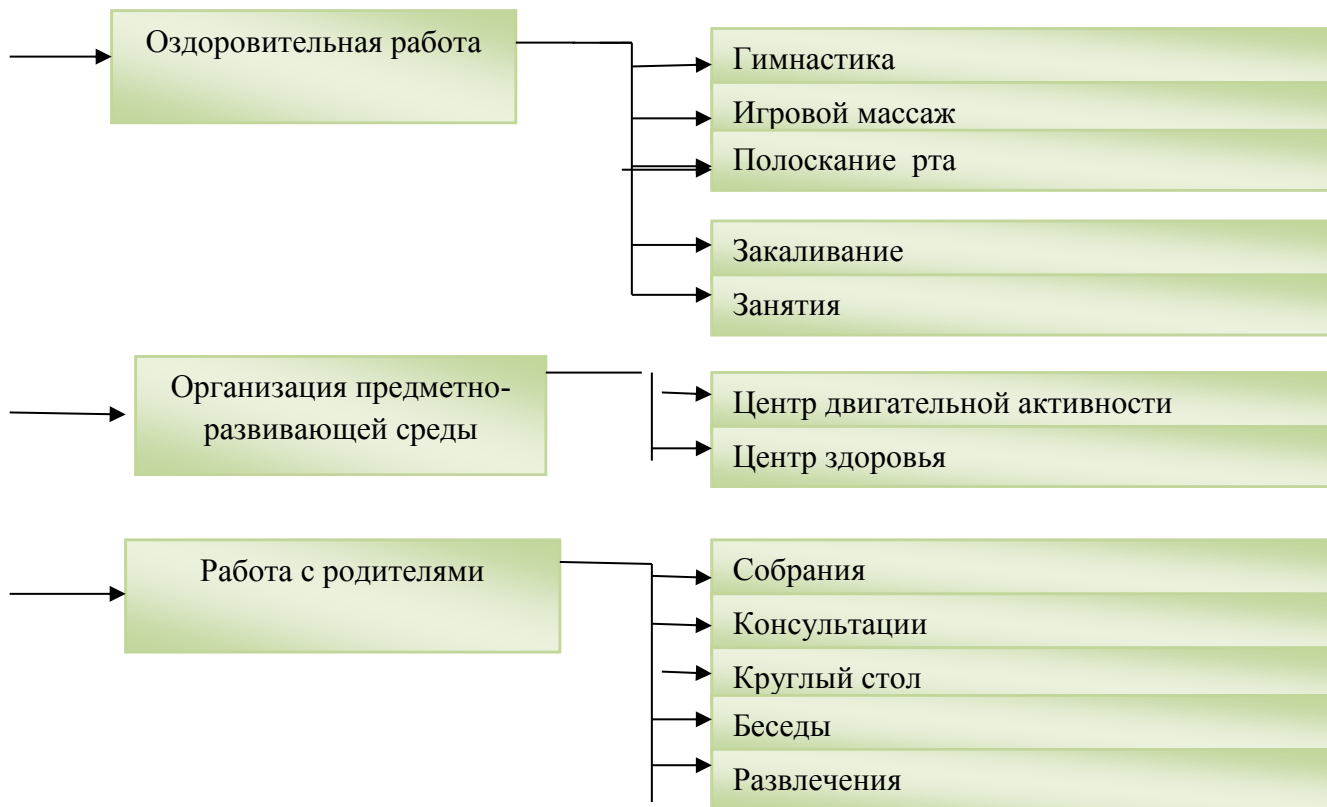 Оздоровительная работа
Гимнастика
Игровой массаж
Полоскание рта
Закаливание
Занятия
Организация предметно-
развивающей среды
Центр двигательной активности
Центр здоровья
Работа с родителями
Собрания
Консультации
Круглый стол
Беседы
Развлечения